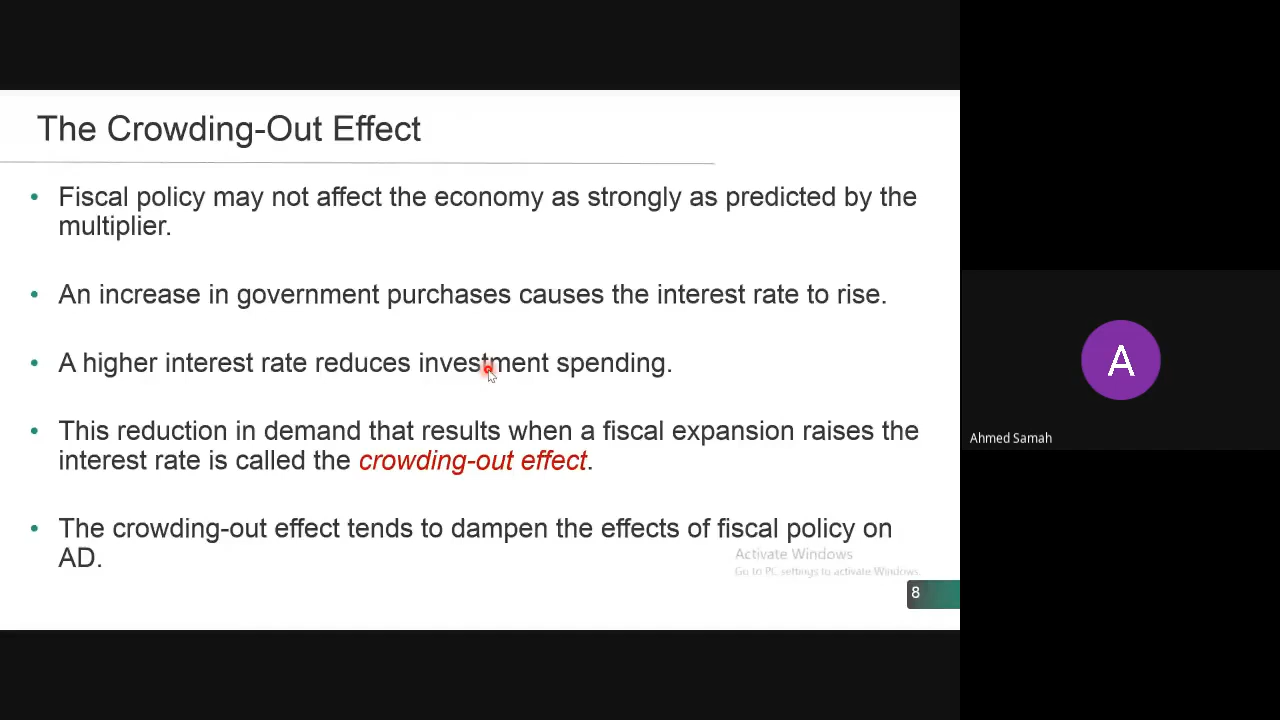 The Crowding-Out Effect
• Fiscal policy may not affect the economy as strongly as predicted by the
multiplier.
• An increase in government purchases causes the interest rate to rise.
• A higher interest rate reduces investment spending.
• This reduction in demand that results when a fiscal expansion raises the
interest rate is called the crowding-out effect.
• The crowding-out effect tends to dampen the effects of fiscal policy on
AD.
Activate Windows
Go to PC settings to activate Windows.
8
A
Ahmed Samah